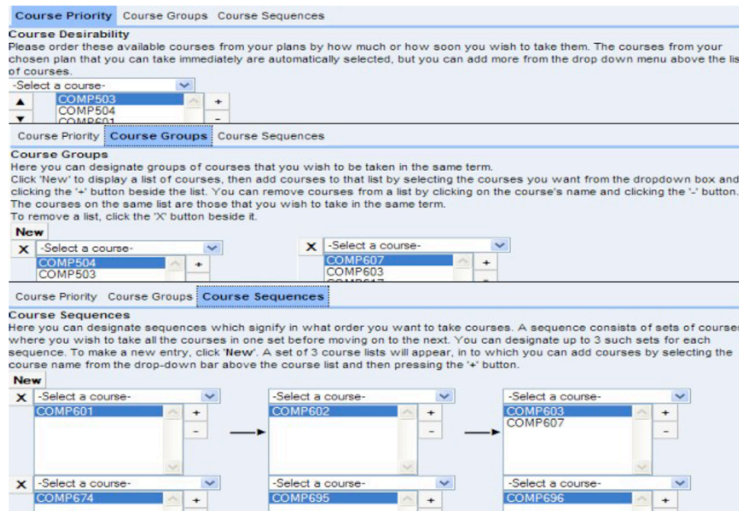 Course Priority Course Groups Course Sequences
Course Desirability
Please order these available courses from your plans by how much or how soon you wish to take them. The courses from your
chosen plan that you can take immediately are automatically selected, but you can add more from the drop down menu above the lis
of courses.
-Select a course-
COMP503
+
COMP504
COMP601
-
Course Priority Course Groups Course Sequences
Course Groups
Here you can designate groups of courses that you wish to be taken in the same term.
Click 'New' to display a list of courses, then add courses to that list by selecting the courses you want from the dropdown box and
clicking the '+' button beside the list. You can remove courses from a list by clicking on the course's name and clicking the '-' button.
The courses on the same list are those that you wish to take in the same term.
To remove a list, click the 'X' button beside it.
New
X -Select a course- X -Select a course-
COMP504 + COMP607 +
COMP503 COMP603
Course Priority Course Groups Course Sequences
Course Sequences
Here you can designate sequences which signify in what order you want to take courses. A sequence consists of sets of course
where you wish to take all the courses in one set before moving on to the next. You can designate up to 3 such sets for each
sequence. To make a new entry, click 'New'. A set of 3 course lists will appear, in to which you can add courses by selecting the
course name from the drop-down bar above the course list and then pressing the '+' button.
New
X -Select a course- -Select a course- -Select a course-
COMP601 + COMP602 + COMP603 +
COMP607
- - -
X -Select a course- -Select a course- -Select a course-
COMP674 + COMP695 + COMP696 +